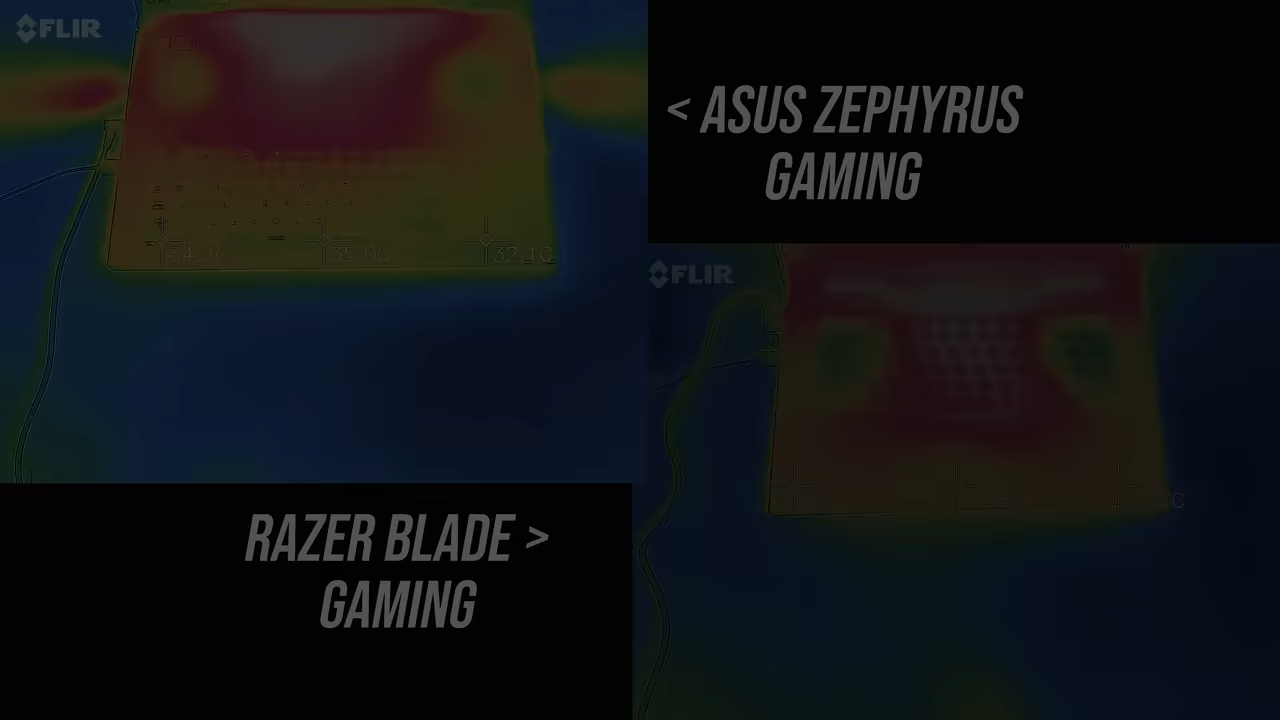 FLIR
< ASUS ZEPHYRUS
GAMING
FLIR
RAZER BLADE >
GAMING